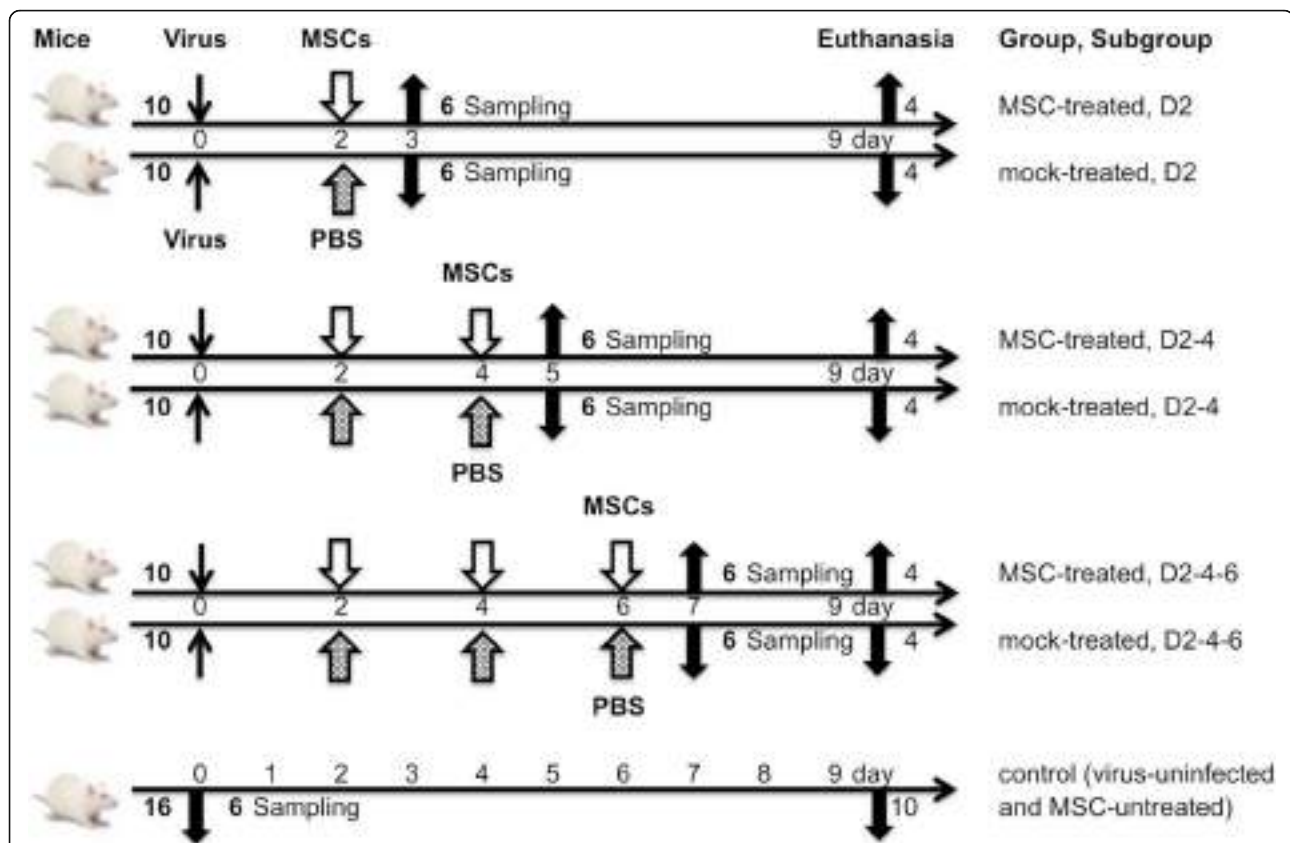 Mice Virus MSCs Euthanasia Group, Subgroup
10 6 Sampling 4 MSC-treated, D2
0 2 3 9 day
10 6 Sampling 4 mock-treated, D2
Virus PBS
MSCs
10 6 Sampling 4 MSC-treated, D2-4
0 2 4 5 9 day
10 6 Sampling 4 mock-treated, D2-4
PBS
MSCs
10 6 Sampling 4 MSC-treated, D2-4-6
0 2 4 6 7 9 day
10 6 Sampling 4 mock-treated, D2-4-6
PBS
0 1 2 3 4 5 6 7 8 9 day control (virus-uninfected
16 6 Sampling 10 and MSC-untreated)